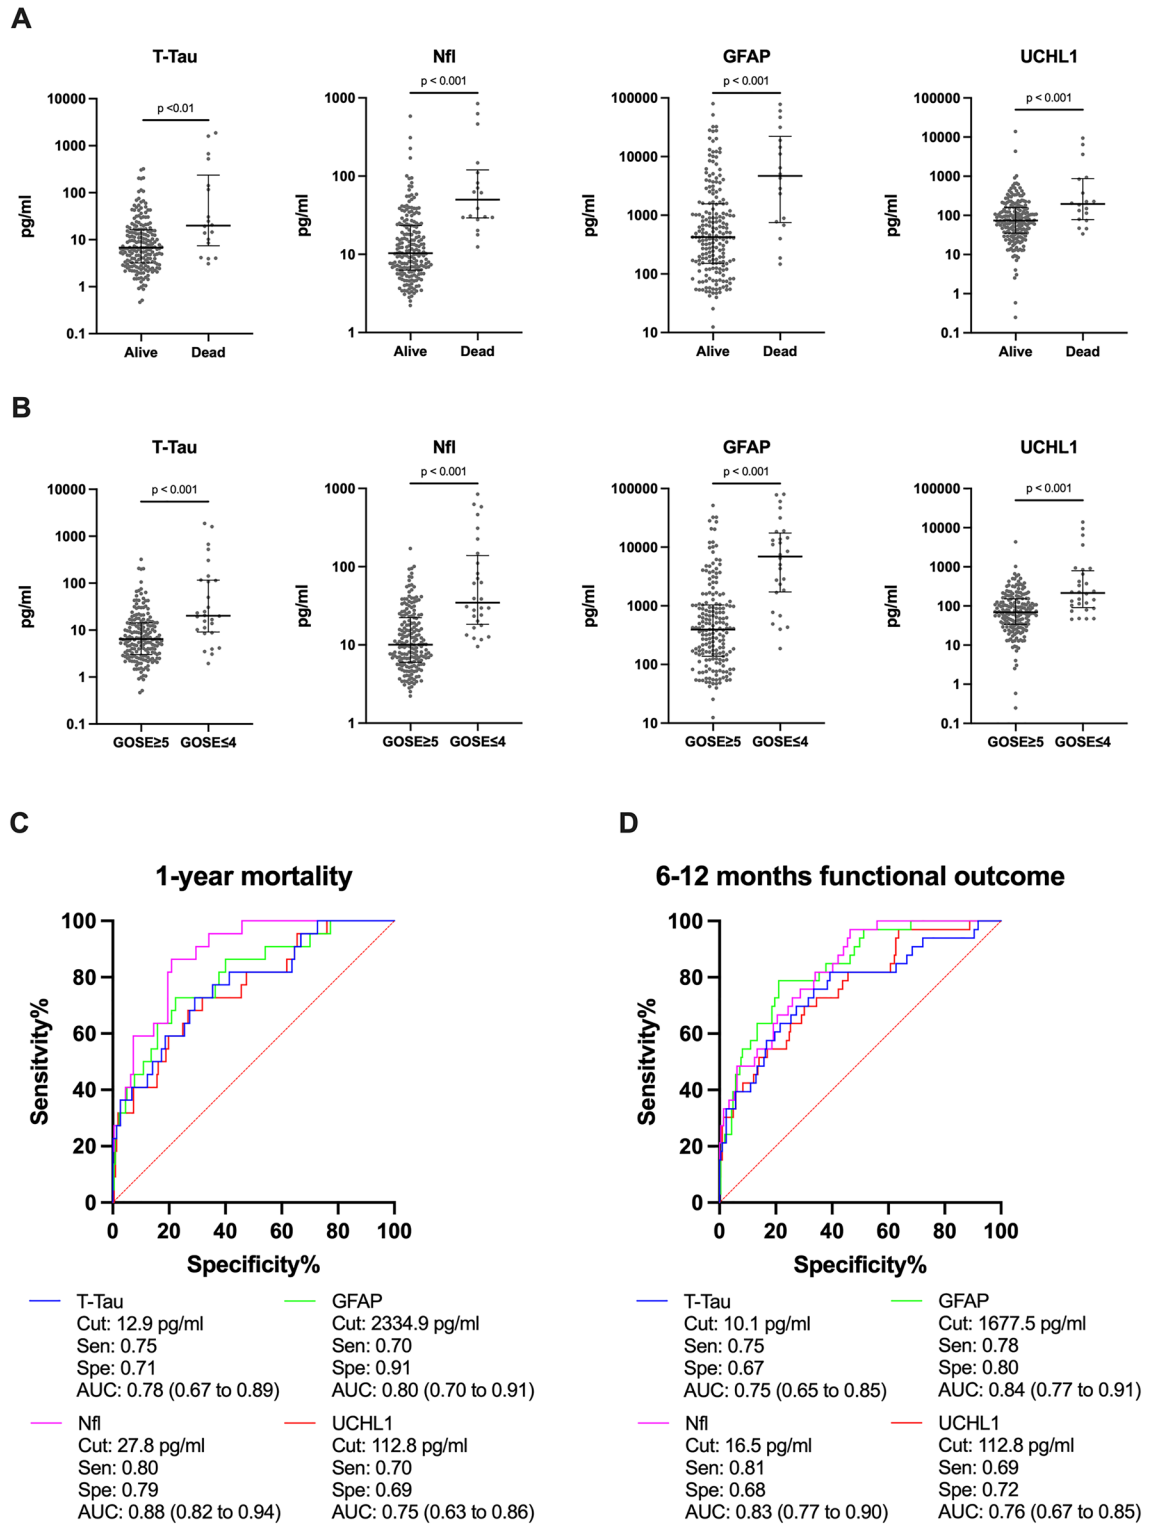 A
T-Tau
Nfl
GFAP
UCHL1
p <0.01
p < 0.001
p < 0.001
p < 0.001
pg/ml
10000
1000
100
10
1
0.1
Alive
Dead
pg/ml
1000
100
10
1
Alive
Dead
pg/ml
100000
10000
1000
100
10
Alive
Dead
pg/ml
100000
10000
1000
100
10
1
0.1
Alive
Dead
B
T-Tau
Nfl
GFAP
UCHL1
p < 0.001
p < 0.001
p < 0.001
p < 0.001
pg/ml
10000
1000
100
10
1
0.1
GOSE≥5
GOSE≤4
pg/ml
1000
100
10
1
GOSE≥5
GOSE≤4
pg/ml
100000
10000
1000
100
10
GOSE≥5
GOSE≤4
pg/ml
100000
10000
1000
100
10
1
0.1
GOSE≥5
GOSE≤4
C
1-year mortality
Sensitvity%
100
80
60
40
20
0
0 20 40 60 80 100
Specificity%
T-Tau
Cut: 12.9 pg/ml
Sen: 0.75
Spe: 0.71
AUC: 0.78 (0.67 to 0.89)
GFAP
Cut: 2334.9 pg/ml
Sen: 0.70
Spe: 0.91
AUC: 0.80 (0.70 to 0.91)
Nfl
Cut: 27.8 pg/ml
Sen: 0.80
Spe: 0.79
AUC: 0.88 (0.82 to 0.94)
UCHL1
Cut: 112.8 pg/ml
Sen: 0.70
Spe: 0.69
AUC: 0.75 (0.63 to 0.86)
D
6-12 months functional outcome
Sensitvity%
100
80
60
40
20
0
0 20 40 60 80 100
Specificity%
T-Tau
Cut: 10.1 pg/ml
Sen: 0.75
Spe: 0.67
AUC: 0.75 (0.65 to 0.85)
GFAP
Cut: 1677.5 pg/ml
Sen: 0.78
Spe: 0.80
AUC: 0.84 (0.77 to 0.91)
Nfl
Cut: 16.5 pg/ml
Sen: 0.81
Spe: 0.68
AUC: 0.83 (0.77 to 0.90)
UCHL1
Cut: 112.8 pg/ml
Sen: 0.69
Spe: 0.72
AUC: 0.76 (0.67 to 0.85)